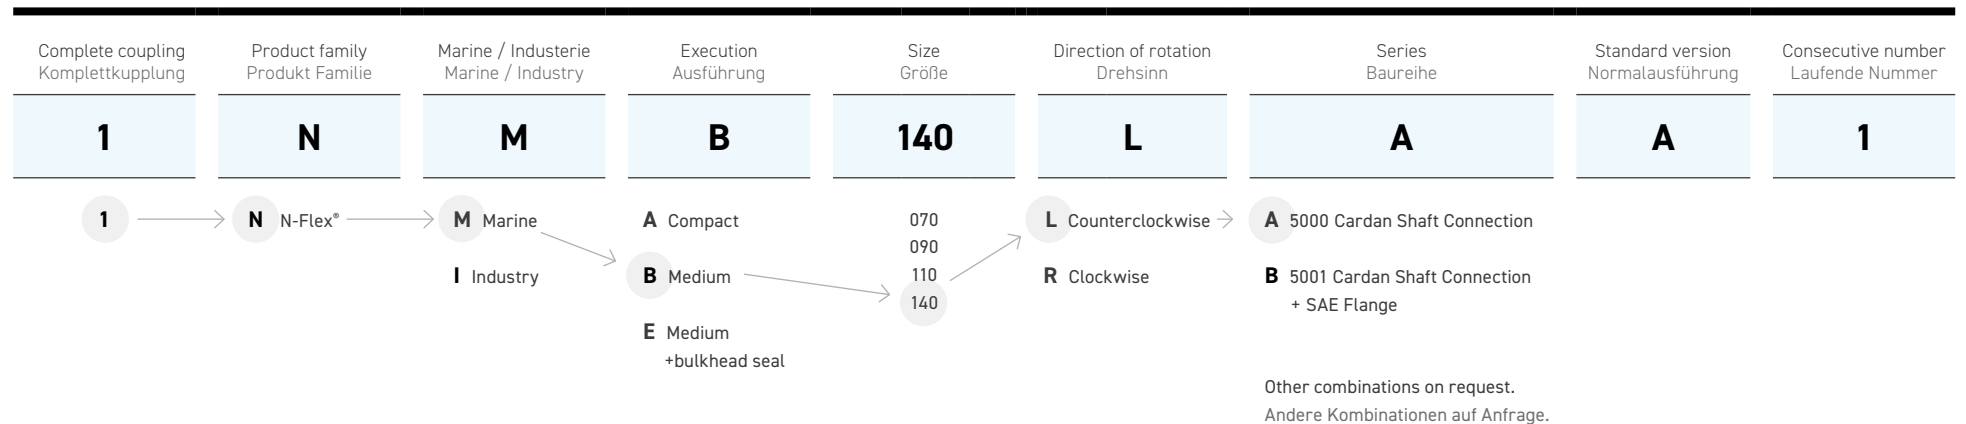 Complete coupling
Komplettkupplung
Product family
Produkt Familie
Marine / Industerie
Marine / Industry
Execution
Ausführung
Size
Größe
Direction of rotation
Drehsinn
Series
Baureihe
Standard version
Normalausführung
Consecutive number
Laufende Nummer
1
N
M
B
140
L
A
A
1
1
N N-Flex®
M Marine
I Industry
A Compact
B Medium
E Medium
+bulkhead seal
070
090
110
140
L Counterclockwise
R Clockwise
A 5000 Cardan Shaft Connection
B 5001 Cardan Shaft Connection
+ SAE Flange
Other combinations on request.
Andere Kombinationen auf Anfrage.